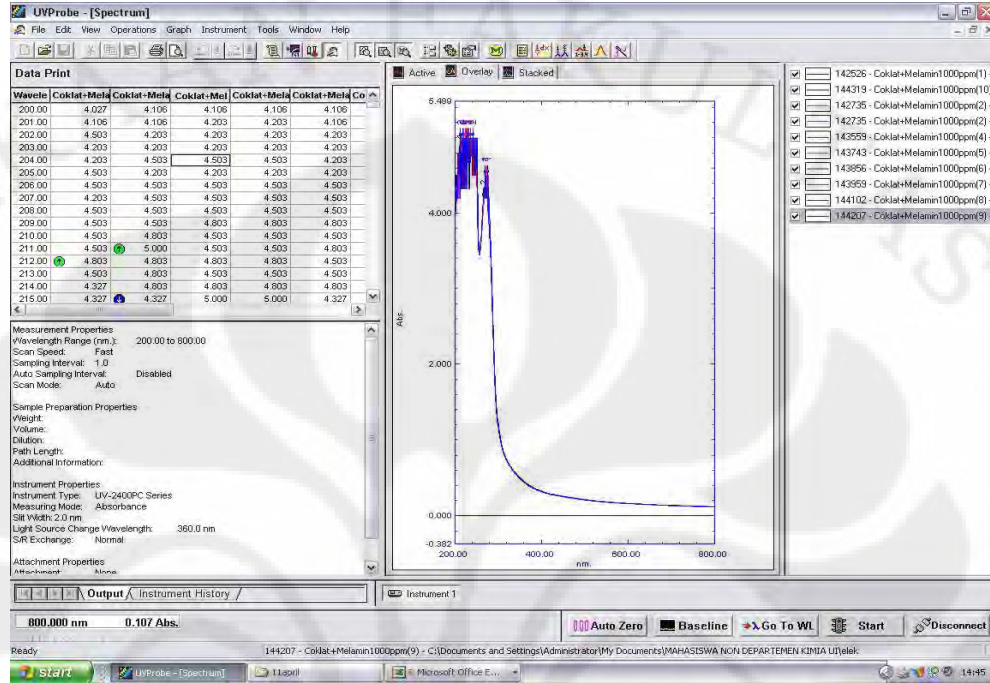 UVProbe - [Spectrum]
File Edit View Operations Graph Instrument Tools Window Help
Data Print
Wavele Coklat+Mela Coklat+Mela Coklat+Mel Coklat+Mela Coklat+Mela Co
200.00 4.027 4.106 4.106 4.106 4.106
201.00 4.106 4.203 4.203 4.106 4.106
202.00 4.503 4.203 4.203 4.203 4.203
203.00 4.203 4.203 4.203 4.203 4.203
204.00 4.203 4.503 4.503 4.503 4.203
205.00 4.503 4.203 4.203 4.203 4.203
206.00 4.503 4.503 4.503 4.503 4.503
207.00 4.203 4.503 4.503 4.503 4.503
208.00 4.503 4.503 4.503 4.503 4.503
209.00 4.503 4.503 4.803 4.803 4.803
210.00 4.503 4.803 4.503 4.503 4.803
211.00 4.503 5.000 4.503 4.503 4.803
212.00 4.803 4.803 4.503 4.503 4.803
213.00 4.503 4.803 4.503 4.503 4.503
214.00 4.327 4.803 4.803 4.803 4.803
215.00 4.327 4.327 5.000 5.000 4.327
Measurement Properties
Wavelength Range (nm.): 200.00 to 800.00
Scan Speed: Fast
Sampling Interval: 1.0
Auto Sampling Interval: Disabled
Scan Mode: Auto
Sample Preparation Properties
Weight:
Volume:
Dilution:
Path Length:
Additional Information:
Instrument Properties
Instrument Type: UV-2400PC Series
Measuring Mode: Absorbance
Slit Width: 2.0 nm
Light Source Change Wavelength: 360.0 nm
S/R Exchange: Normal
Attachment Properties
Attachment: None
Output Instrument History
Active Overlay Stacked
5.489
4.000
2.000
0.000
-0.382
Abs.
200.00 400.00 600.00 800.00
nm.
142526 - Coklat+Melamin1000ppm(1) -
144319 - Coklat+Melamin1000ppm(10)
142735 - Coklat+Melamin1000ppm(2) -
142735 - Coklat+Melamin1000ppm(2) -
143559 - Coklat+Melamin1000ppm(4) -
143743 - Coklat+Melamin1000ppm(5) -
143856 - Coklat+Melamin1000ppm(6) -
143959 - Coklat+Melamin1000ppm(7) -
144102 - Coklat+Melamin1000ppm(8) -
144207 - Coklat+Melamin1000ppm(9) -
Instrument 1
800.000 nm 0.107 Abs.
Auto Zero Baseline Go To WL Start Disconnect
Ready 144207 - Coklat+Melamin1000ppm(9) - C:\Documents and Settings\Administrator\My Documents\MAHASISWA NON DEPARTEMEN KIMIA UI\elek
start UVProbe - [Spectrum] 11april Microsoft Office E... 14:45